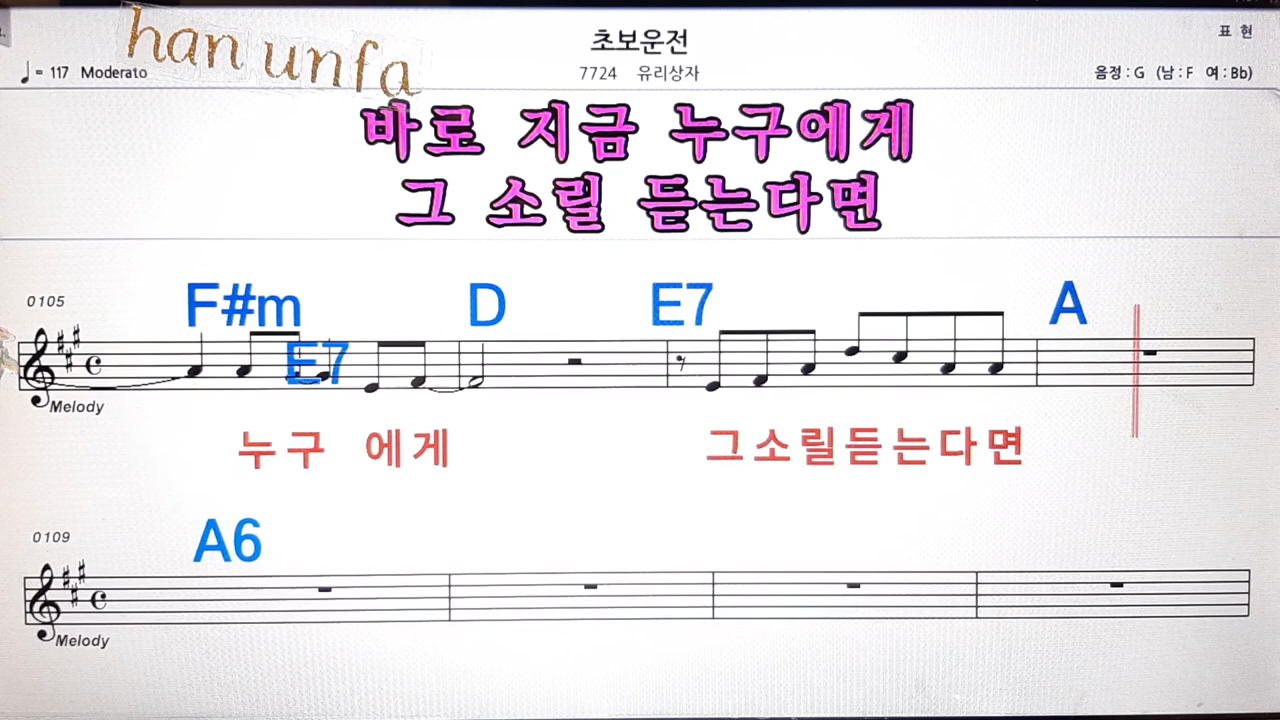 han unfa
초보운전
표 현
♩= 117 Moderato
7724 유리상자
음정 : G (남 : F 여 : Bb)
바로 지금 누구에게
그 소릴 듣는다면
0105
F#m E7 D E7 A
Melody
누구 에게 그소릴듣는다면
0109
A6
Melody